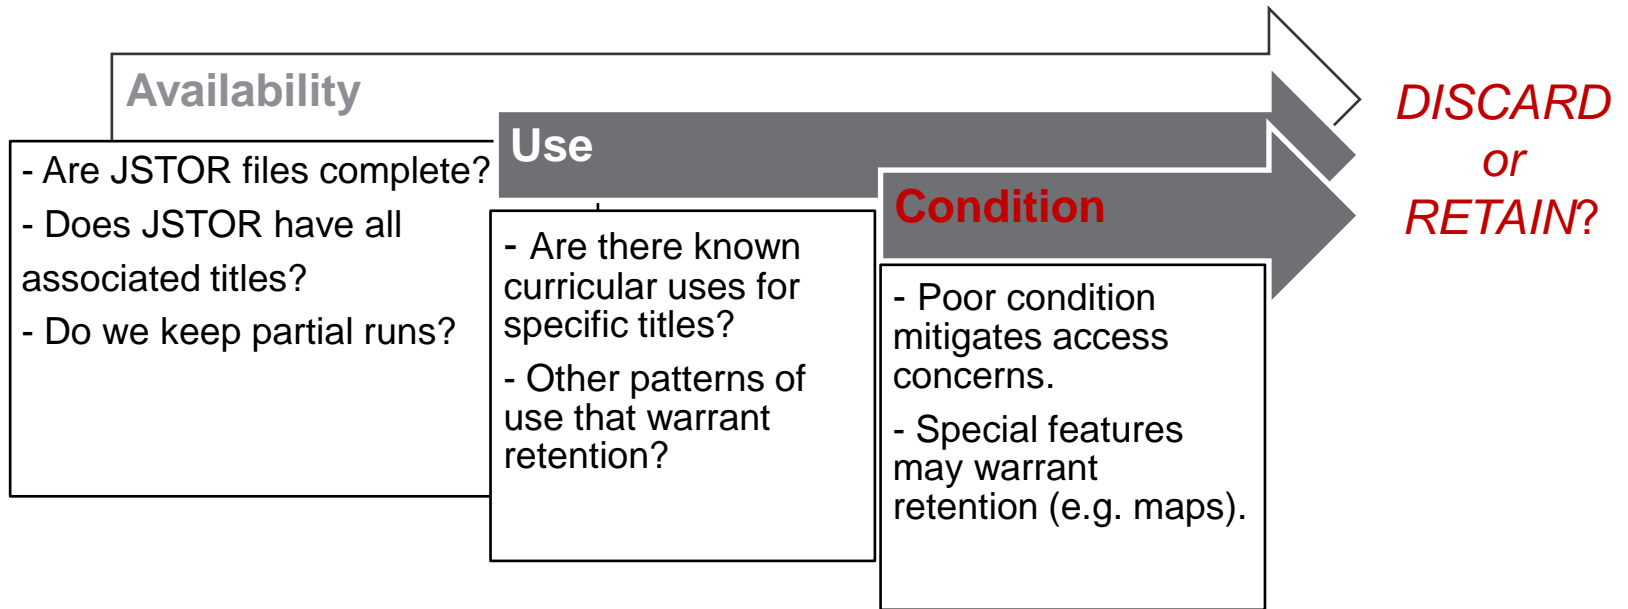 Availability
- Are JSTOR files complete?
- Does JSTOR have all
associated titles?
- Do we keep partial runs?
Use
- Are there known
curricular uses for
specific titles?
- Other patterns of
use that warrant
retention?
Condition
- Poor condition
mitigates access
concerns.
- Special features
may warrant
retention (e.g. maps).
DISCARD
or
RETAIN?